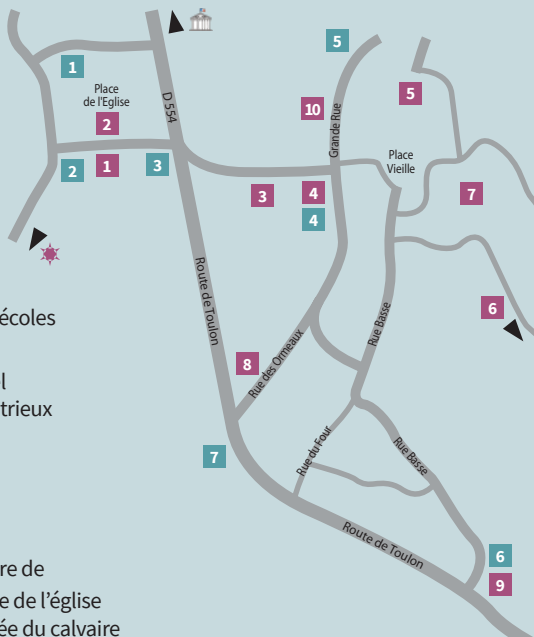 5
1
Place
de l'Eglise
D 554
10
Grande Rue
5
2
2
1
3
Place
Vieille
3
4
4
7
Route de Toulon
6
écoles
Rue Basse
8
Rue des Ormeaux
trieux
7
Rue du Four
Rue Basse
Route de Toulon
6
9
re de
e de l'église
ée du calvaire